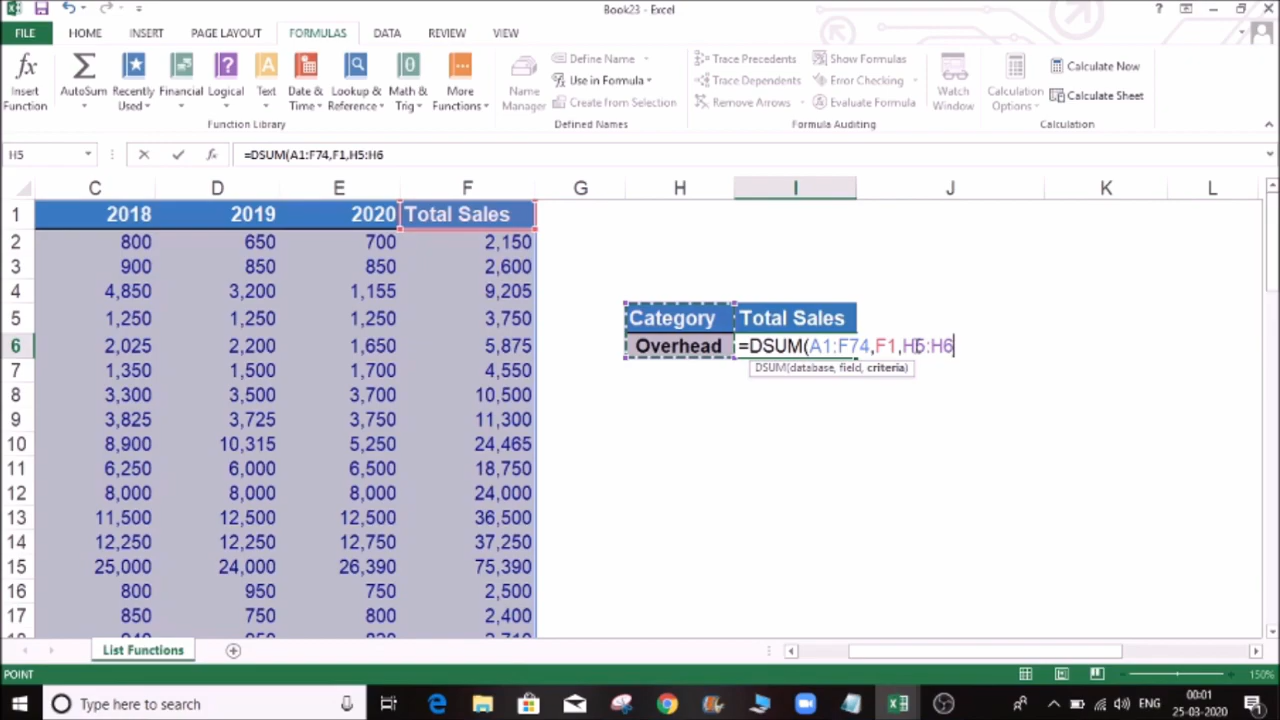 Book23 - Excel
FILE HOME INSERT PAGE LAYOUT FORMULAS DATA REVIEW VIEW
Insert Function
AutoSum
Recently Used
Financial
Logical
Text
Date & Time
Lookup & Reference
Math & Trig
More Functions
Function Library
Name Manager
Define Name
Use in Formula
Create from Selection
Defined Names
Trace Precedents
Trace Dependents
Remove Arrows
Show Formulas
Error Checking
Evaluate Formula
Formula Auditing
Watch Window
Calculation Options
Calculate Now
Calculate Sheet
Calculation
H5 fx =DSUM(A1:F74,F1,H5:H6
C D E F G H I J K L
1 2018 2019 2020 Total Sales
2 800 650 700 2,150
3 900 850 850 2,600
4 4,850 3,200 1,155 9,205
5 1,250 1,250 1,250 3,750 Category Total Sales
6 2,025 2,200 1,650 5,875 Overhead =DSUM(A1:F74,F1,H5:H6
DSUM(database, field, criteria)
7 1,350 1,500 1,700 4,550
8 3,300 3,500 3,700 10,500
9 3,825 3,725 3,750 11,300
10 8,900 10,315 5,250 24,465
11 6,250 6,000 6,500 18,750
12 8,000 8,000 8,000 24,000
13 11,500 12,500 12,500 36,500
14 12,250 12,250 12,750 37,250
15 25,000 24,000 26,390 75,390
16 800 950 750 2,500
17 850 750 800 2,400
List Functions
POINT 150%
Type here to search ENG 00:01
25-03-2020